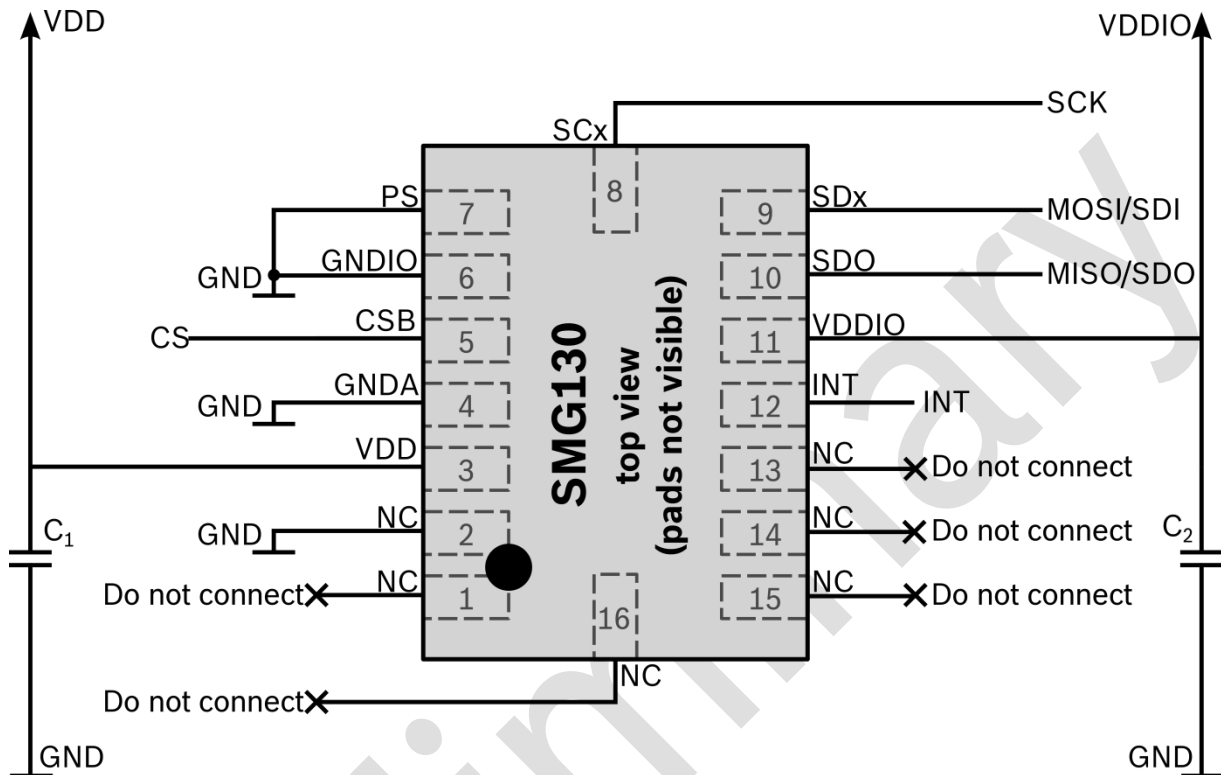 VDD
VDDIO
SCK
SCx
8
PS
7
9
SDx
MOSI/SDI
GND
GNDIO
6
10
SDO
MISO/SDO
CS
CSB
5
11
VDDIO
GND
GNDA
4
12
INT
INT
VDD
3
13
NC
Do not connect
SMG130
top view
(pads not visible)
C1
GND
NC
2
14
NC
Do not connect
C2
Do not connect
NC
1
15
NC
Do not connect
16
NC
Do not connect
GND
GND